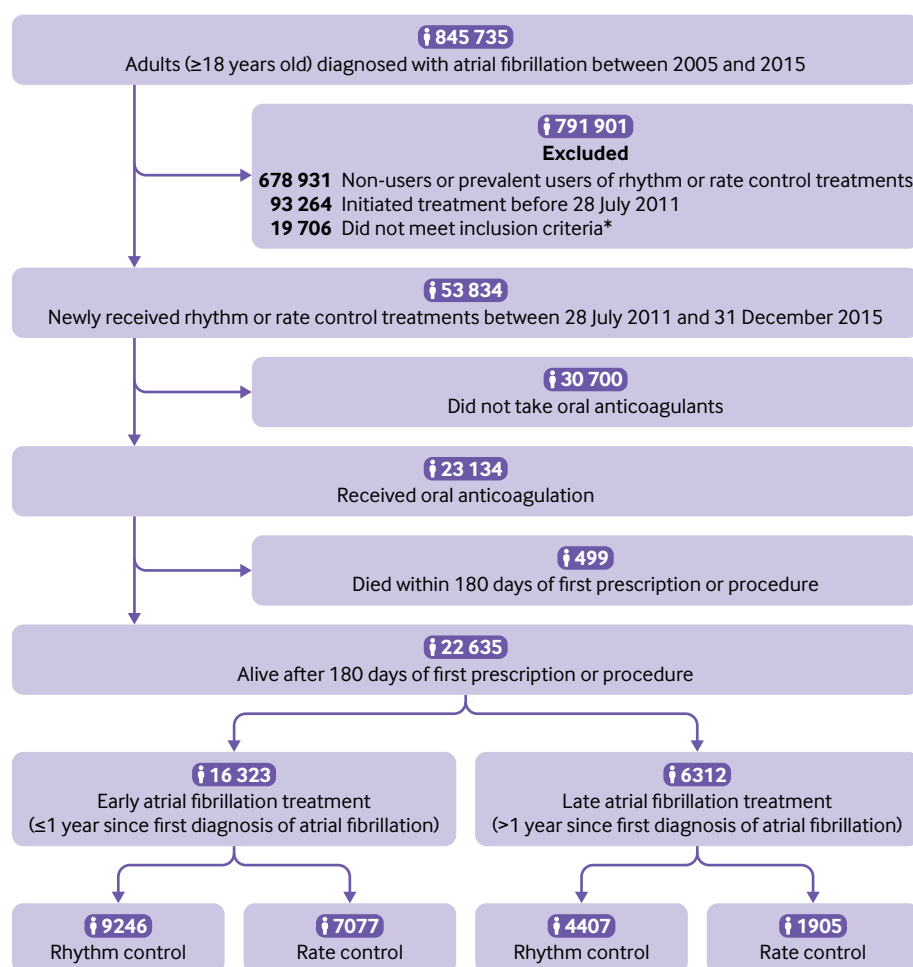 845 735
Adults (≥18 years old) diagnosed with atrial fibrillation between 2005 and 2015
791 901
Excluded
678 931 Non-users or prevalent users of rhythm or rate control treatments
93 264 Initiated treatment before 28 July 2011
19 706 Did not meet inclusion criteria*
53 834
Newly received rhythm or rate control treatments between 28 July 2011 and 31 December 2015
30 700
Did not take oral anticoagulants
23 134
Received oral anticoagulation
499
Died within 180 days of first prescription or procedure
22 635
Alive after 180 days of first prescription or procedure
16 323
Early atrial fibrillation treatment
(≤1 year since first diagnosis of atrial fibrillation)
6312
Late atrial fibrillation treatment
(>1 year since first diagnosis of atrial fibrillation)
9246
Rhythm control
7077
Rate control
4407
Rhythm control
1905
Rate control